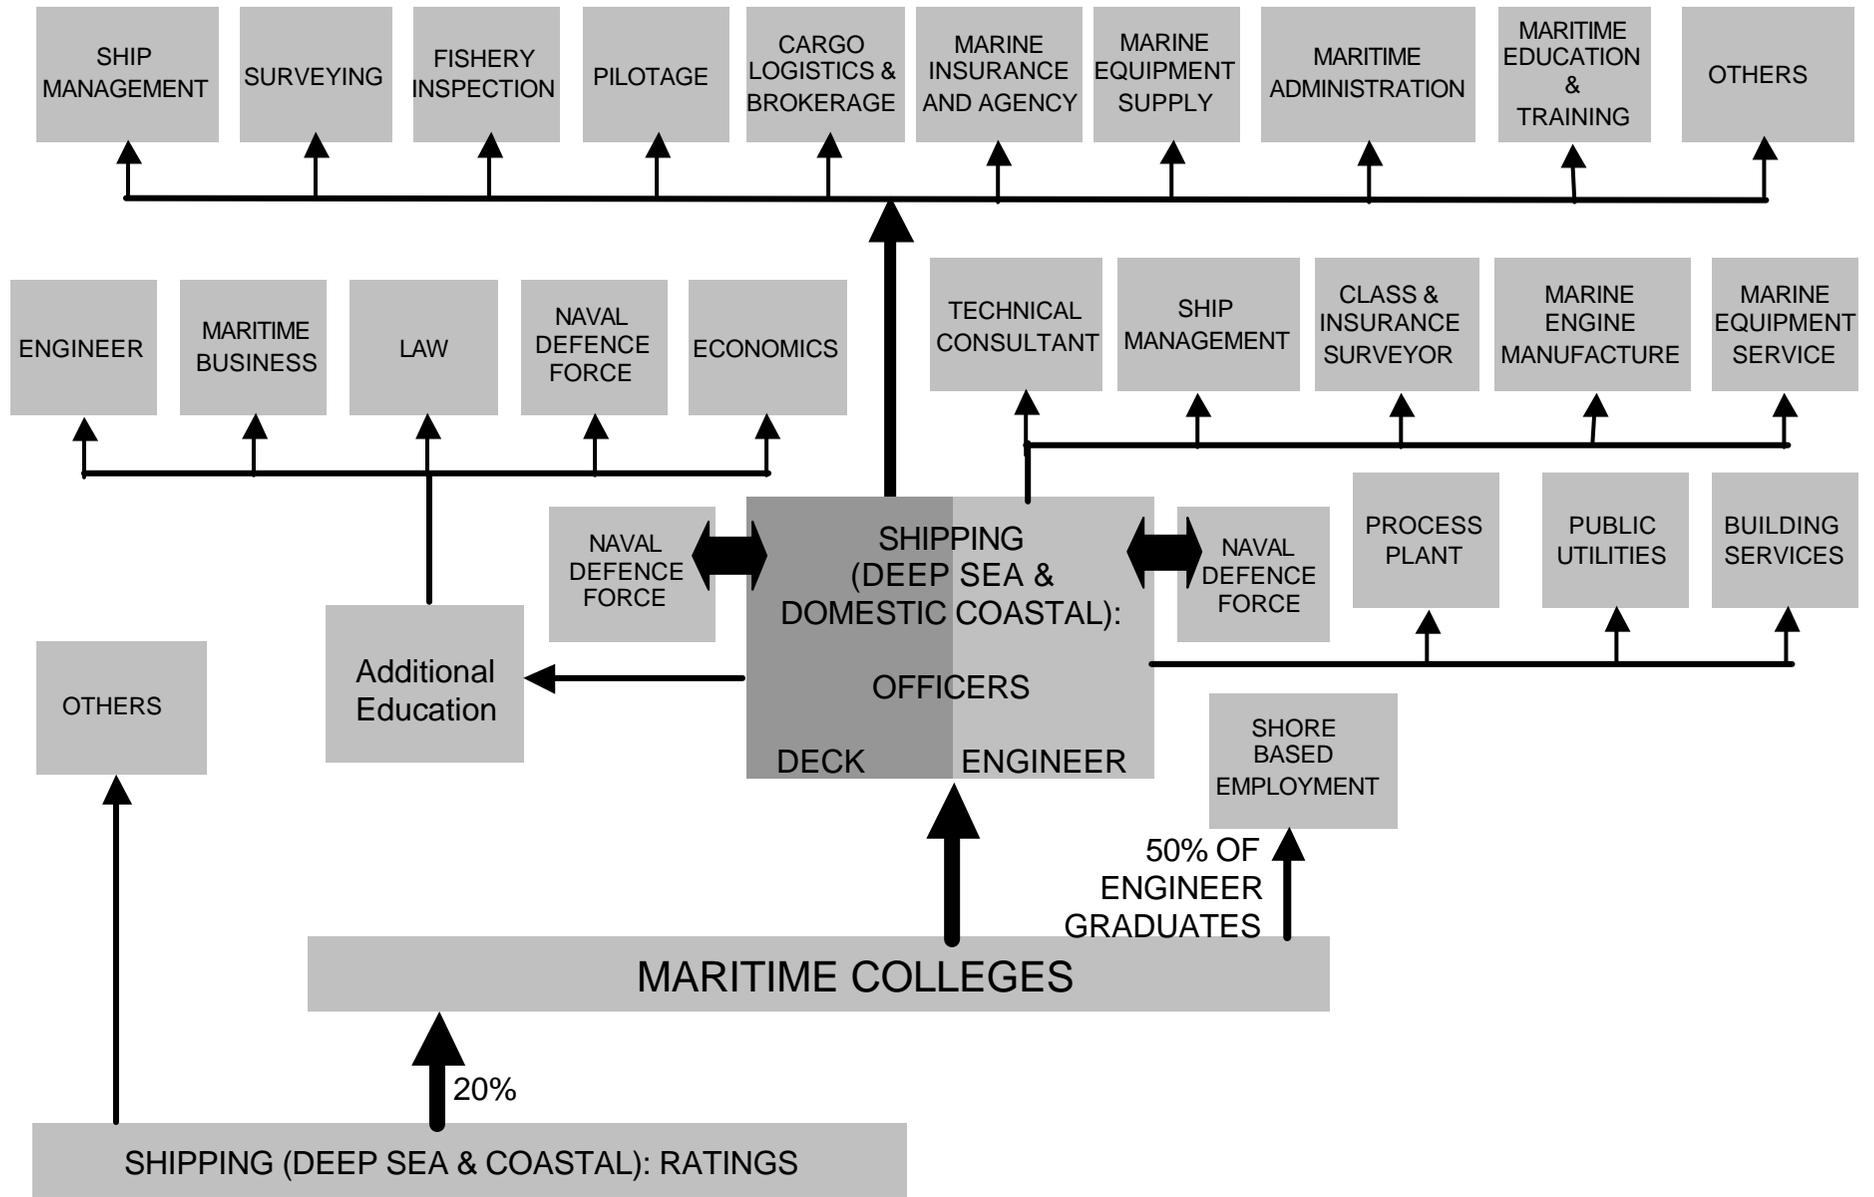 SHIP
MANAGEMENT
SURVEYING
FISHERY
INSPECTION
PILOTAGE
CARGO
LOGISTICS &
BROKERAGE
MARINE
INSURANCE
AND AGENCY
MARINE
EQUIPMENT
SUPPLY
MARITIME
ADMINISTRATION
MARITIME
EDUCATION
&
TRAINING
OTHERS
ENGINEER
MARITIME
BUSINESS
LAW
NAVAL
DEFENCE
FORCE
ECONOMICS
TECHNICAL
CONSULTANT
SHIP
MANAGEMENT
CLASS &
INSURANCE
SURVEYOR
MARINE
ENGINE
MANUFACTURE
MARINE
EQUIPMENT
SERVICE
NAVAL
DEFENCE
FORCE
SHIPPING
(DEEP SEA &
DOMESTIC COASTAL):
OFFICERS
DECK
ENGINEER
NAVAL
DEFENCE
FORCE
PROCESS
PLANT
PUBLIC
UTILITIES
BUILDING
SERVICES
OTHERS
Additional
Education
SHORE
BASED
EMPLOYMENT
50% OF
ENGINEER
GRADUATES
MARITIME COLLEGES
20%
SHIPPING (DEEP SEA & COASTAL): RATINGS